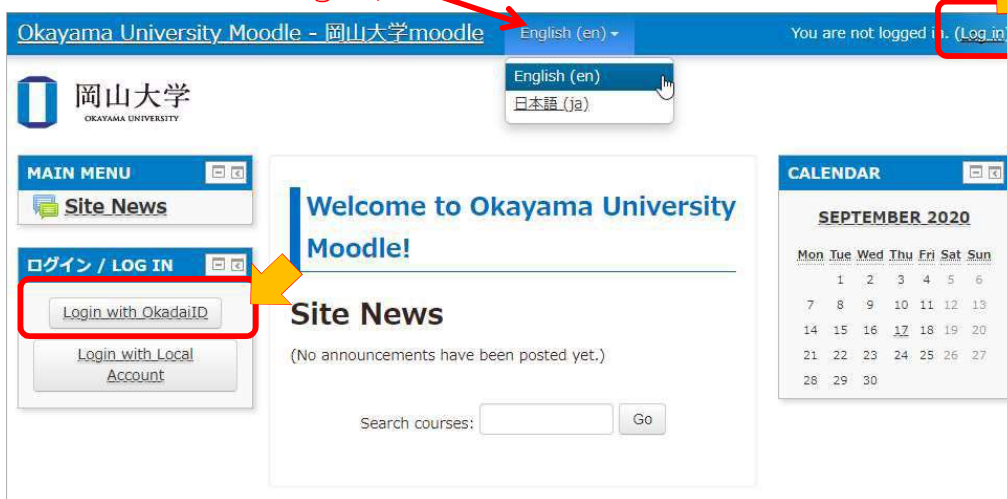 Okayama University Moodle - 岡山大学moodle
English (en)
You are not logged in. (Log in)
English (en)
日本語 (ja)
岡山大学
OKAYAMA UNIVERSITY
MAIN MENU
Site News
ログイン / LOG IN
Login with OkadaiID
Login with Local
Account
Welcome to Okayama University
Moodle!
Site News
(No announcements have been posted yet.)
Search courses:
Go
CALENDAR
SEPTEMBER 2020
Mon Tue Wed Thu Fri Sat Sun
1 2 3 4 5 6
7 8 9 10 11 12 13
14 15 16 17 18 19 20
21 22 23 24 25 26 27
28 29 30